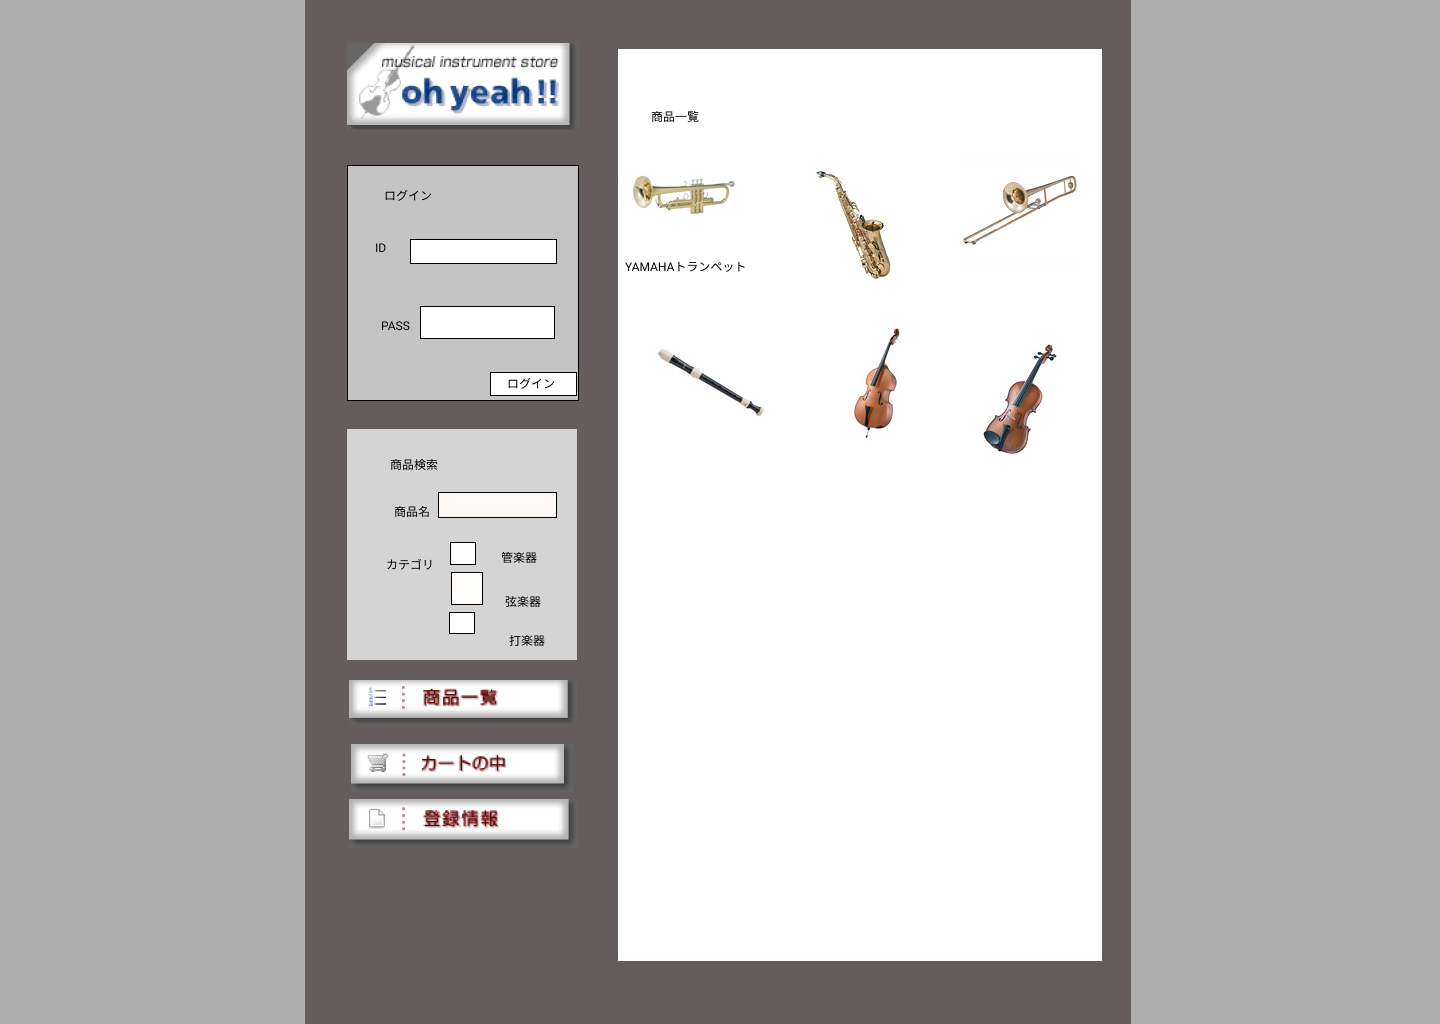 musical instrument store
oh yeah!!
ログイン
ID
PASS
ログイン
商品検索
商品名
カテゴリ
管楽器
弦楽器
打楽器
商品一覧
カートの中
登録情報
商品一覧
YAMAHAトランペット